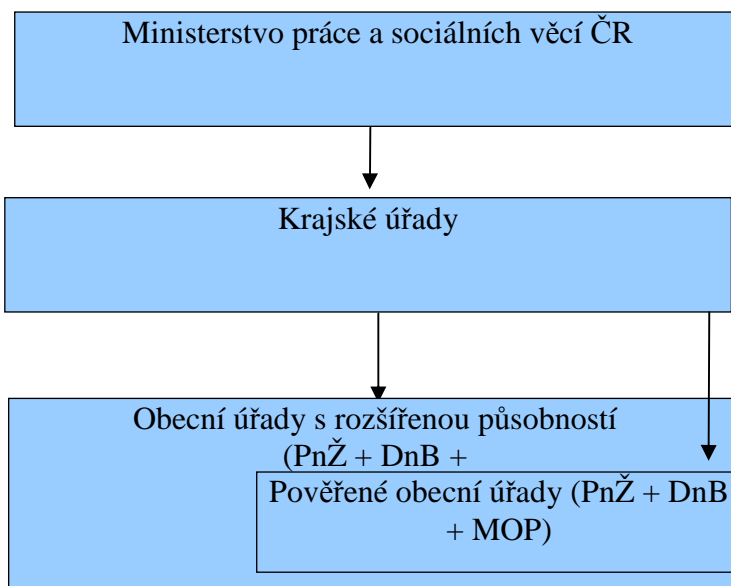 Ministerstvo práce a sociálních věcí ČR
Krajské úřady
Obecní úřady s rozšířenou působností
(PnŽ + DnB +
Pověřené obecní úřady (PnŽ + DnB
+ MOP)